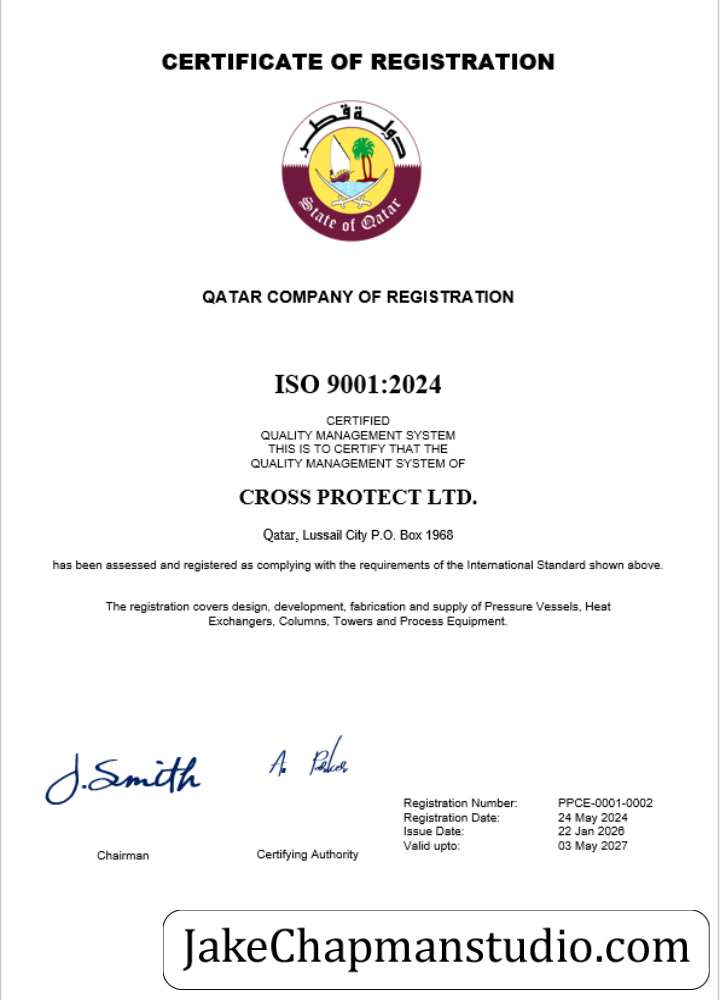 CERTIFICATE OF REGISTRATION
دولة قطر
State of Qatar
QATAR COMPANY OF REGISTRATION
ISO 9001:2024
CERTIFIED
QUALITY MANAGEMENT SYSTEM
THIS IS TO CERTIFY THAT THE
QUALITY MANAGEMENT SYSTEM OF
CROSS PROTECT LTD.
Qatar, Lussail City P.O. Box 1968
has been assessed and registered as complying with the requirements of the International Standard shown above.
The registration covers design, development, fabrication and supply of Pressure Vessels, Heat
Exchangers, Columns, Towers and Process Equipment.
J.Smith
A. Parker
Chairman
Certifying Authority
Registration Number: PPCE-0001-0002
Registration Date: 24 May 2024
Issue Date: 22 Jan 2026
Valid upto: 03 May 2027
JakeChapmanstudio.com